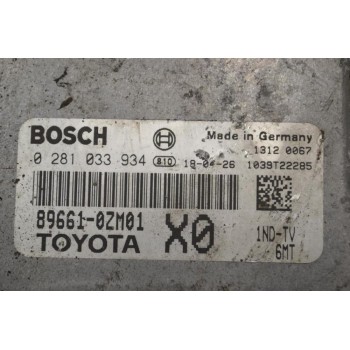 BOSCH Made in Germany
1312 0067
0 281 033 934 810 18-04-26 1039T22285
89661-0ZM01
TOYOTA X0 1ND-TV
6MT